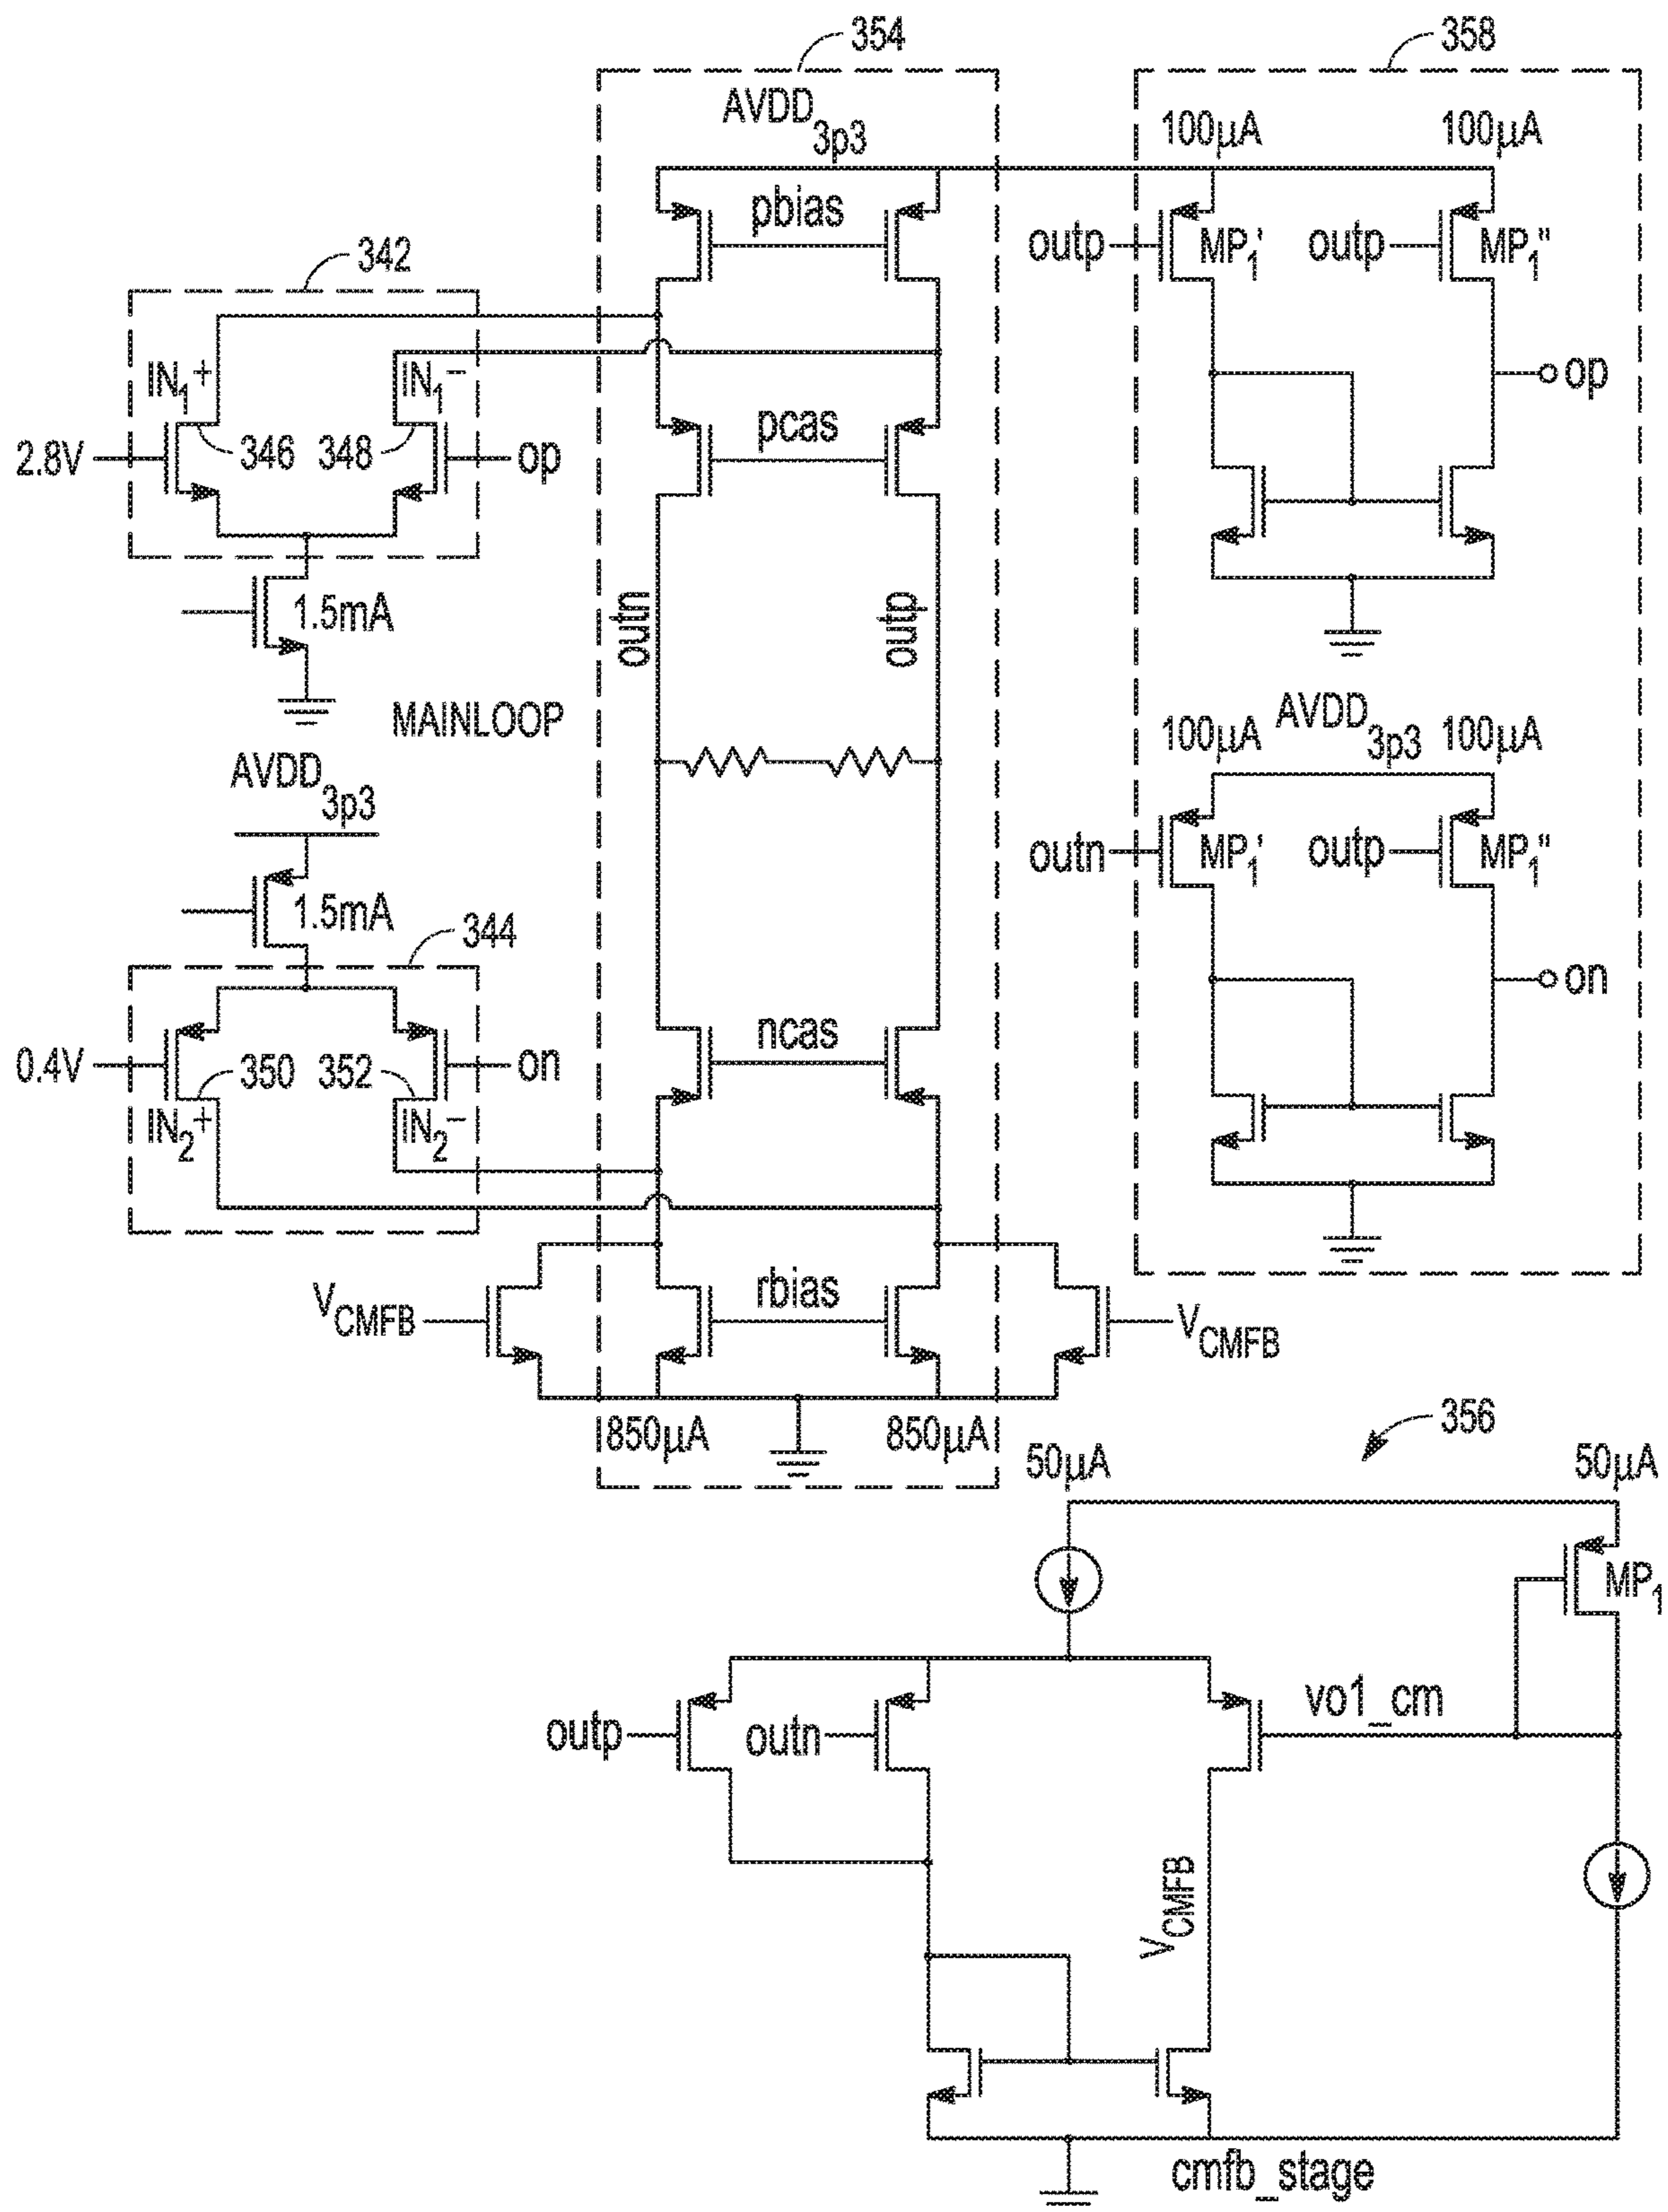 354
358
AVDD3p3
100μA
100μA
pbias
outp
MP1'
outp
MP1"
342
IN1+
IN1−
2.8V
346
348
op
pcas
op
1.5mA
outn
outp
MAINLOOP
AVDD3p3
1.5mA
344
100μA
AVDD3p3
100μA
outn
MP1'
outp
MP1"
on
0.4V
350
352
on
IN2+
IN2−
ncas
VCMFB
rbias
VCMFB
850μA
850μA
356
50μA
50μA
MP1
outp
outn
vo1_cm
VCMFB
cmfb_stage